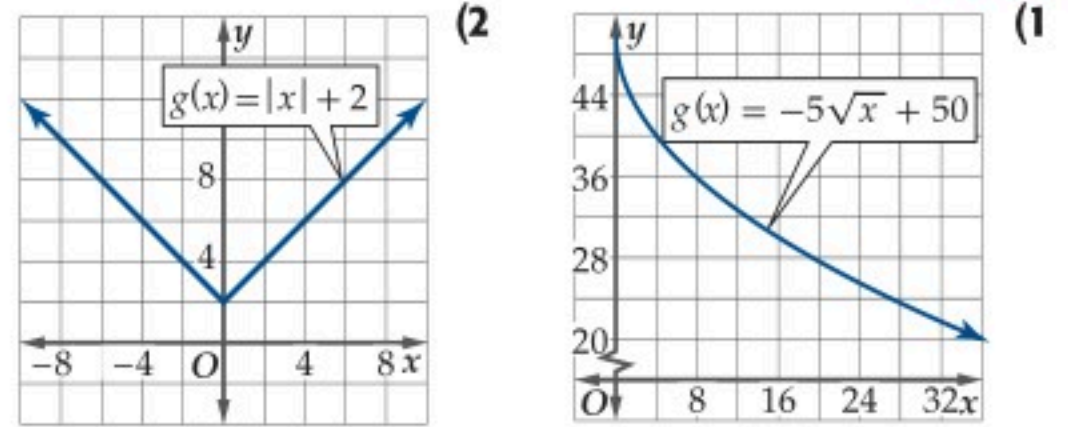 (2
y
g(x) = |x| + 2
8
4
−8 −4 O 4 8 x
(1
y
44
g(x) = −5√x + 50
36
28
20
O 8 16 24 32x